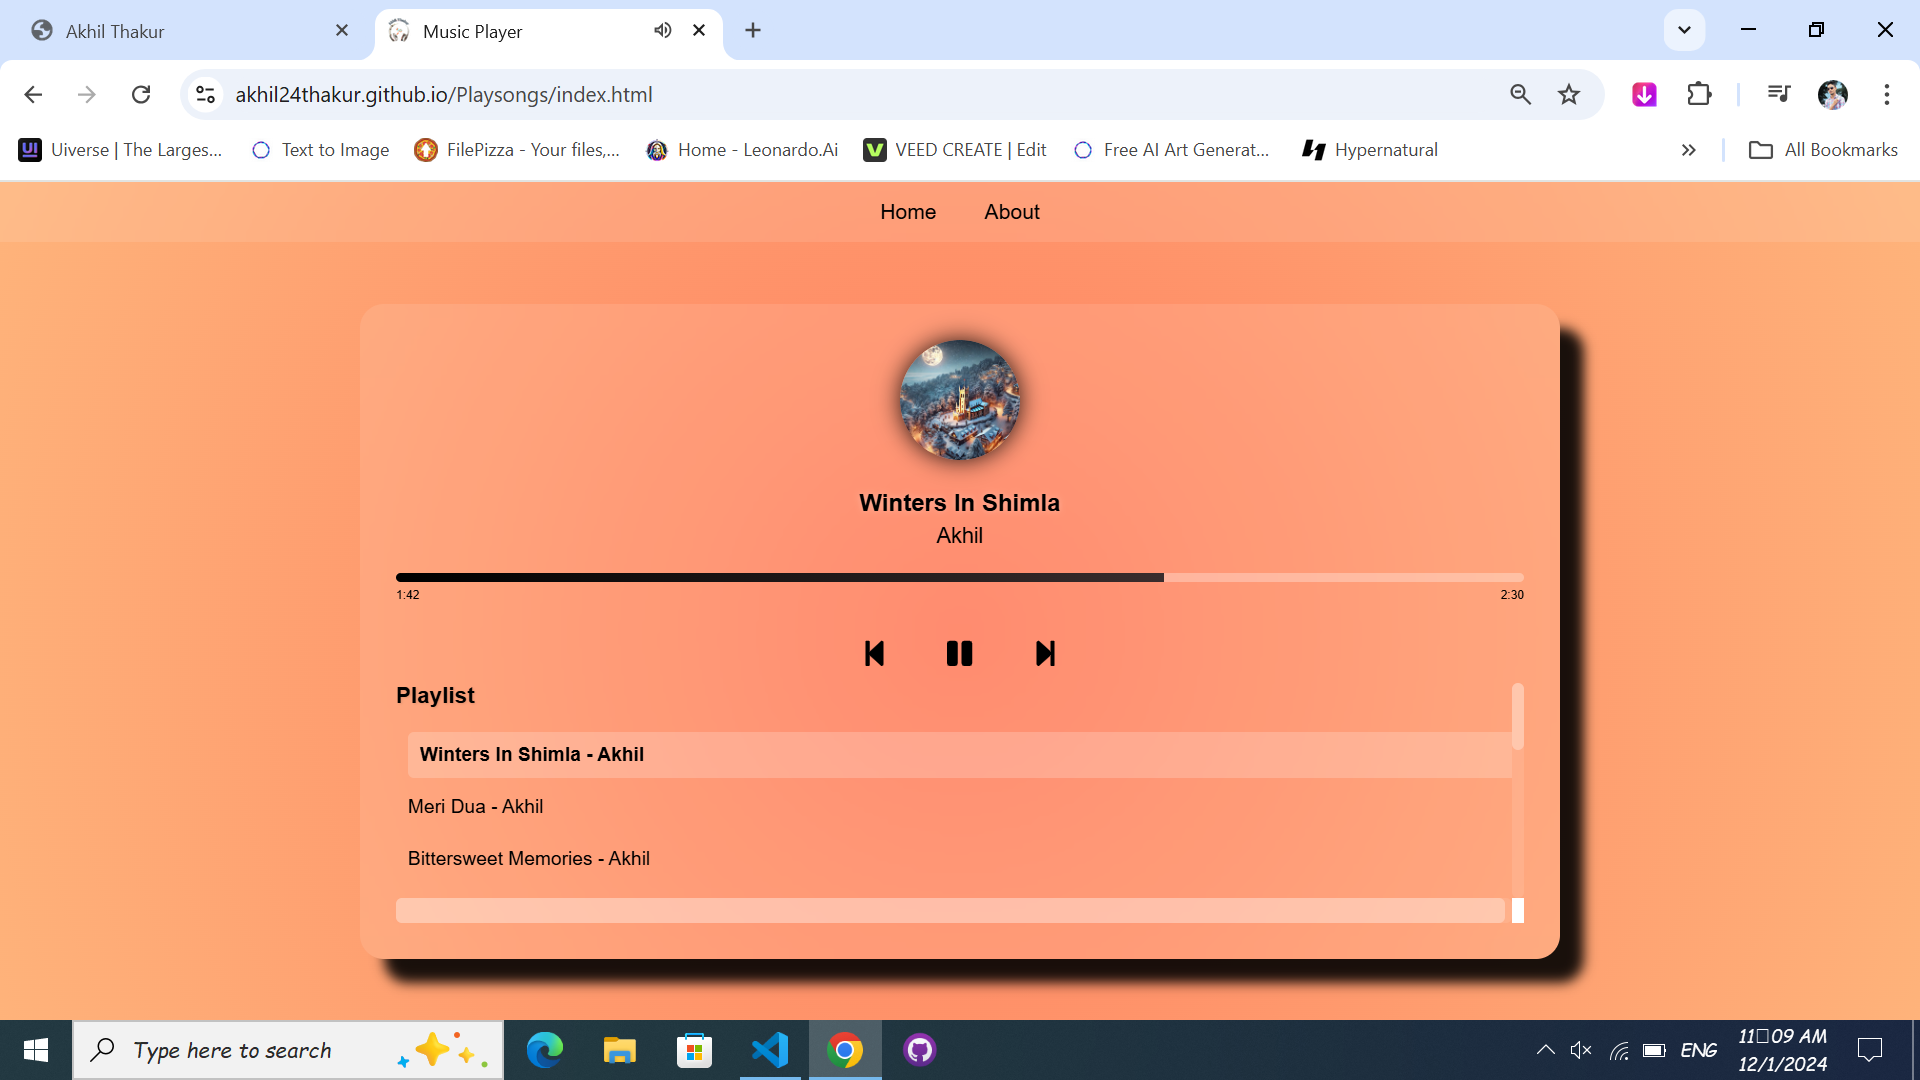 Akhil Thakur
Music Player
akhil24thakur.github.io/Playsongs/index.html
Uiverse | The Larges...
Text to Image
FilePizza - Your files,...
Home - Leonardo.Ai
VEED CREATE | Edit
Free AI Art Generat...
Hypernatural
All Bookmarks
Home
About
Winters In Shimla
Akhil
1:42
2:30
Playlist
Winters In Shimla - Akhil
Meri Dua - Akhil
Bittersweet Memories - Akhil
Type here to search
ENG
11▯09 AM
12/1/2024